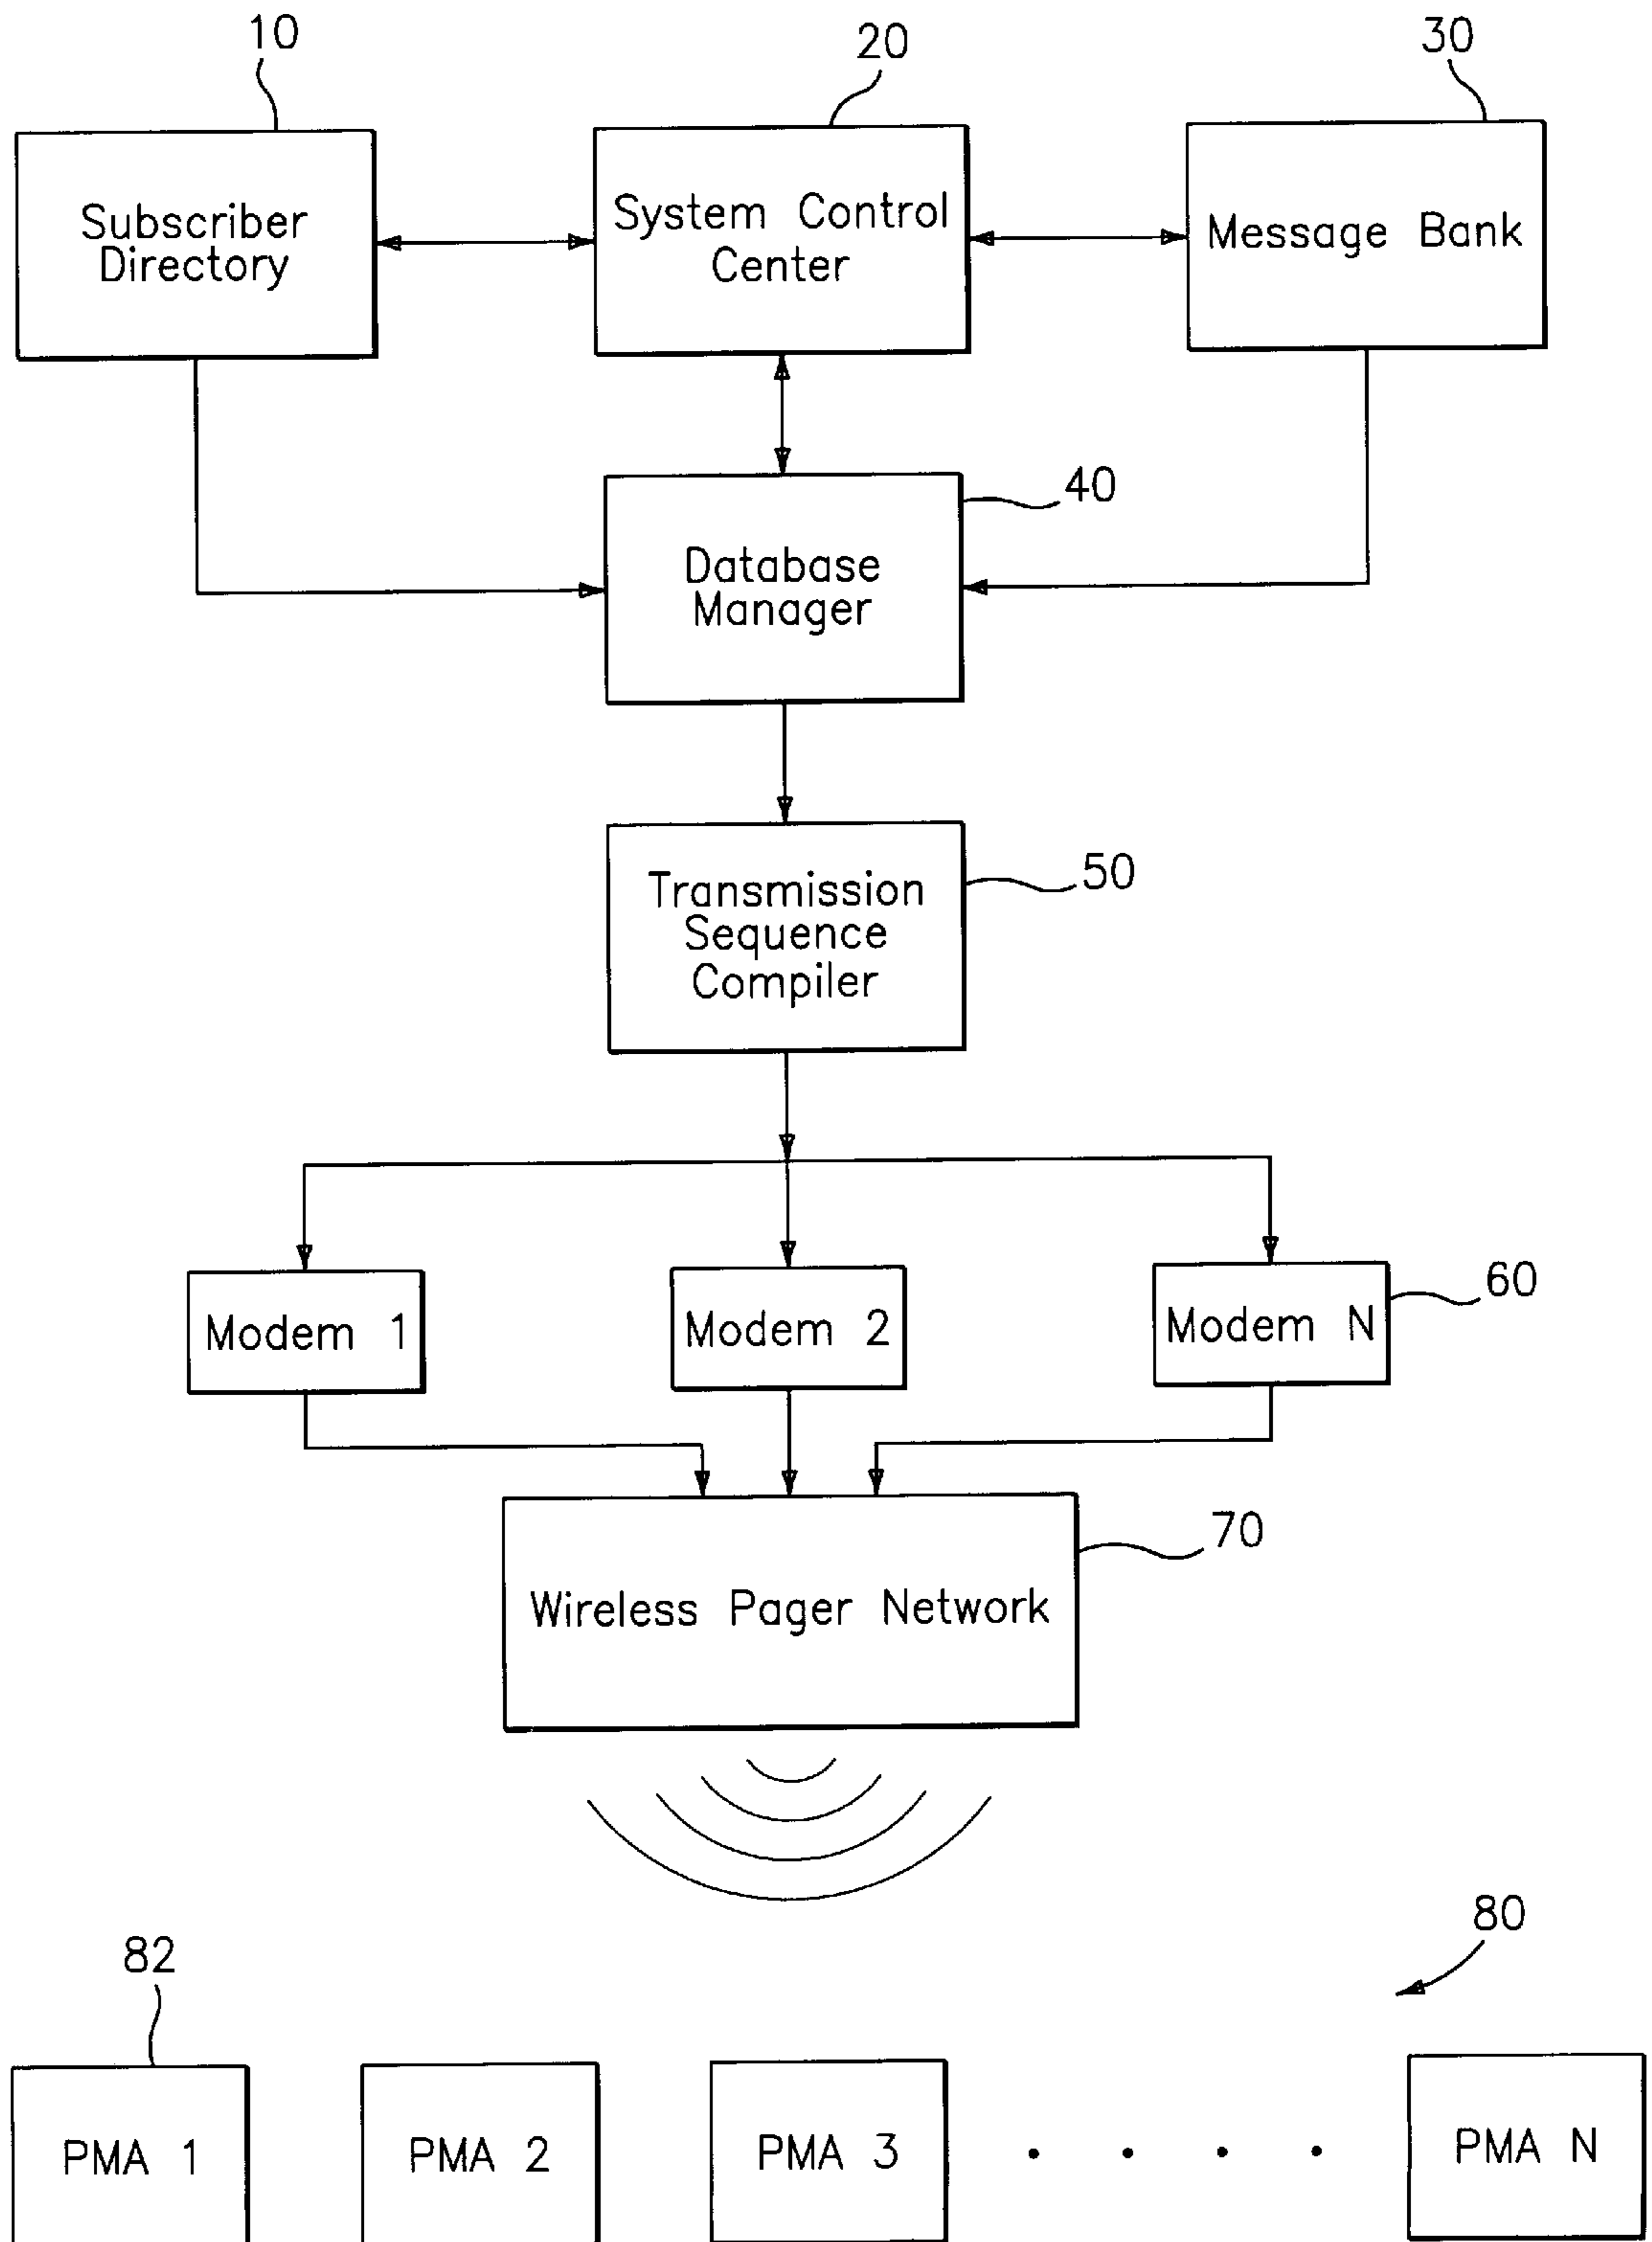 10
20
30
Subscriber
Directory
System Control
Center
Message Bank
40
Database
Manager
50
Transmission
Sequence
Compiler
60
Modem 1
Modem 2
Modem N
70
Wireless Pager Network
80
82
PMA 1
PMA 2
PMA 3
. . . .
PMA N